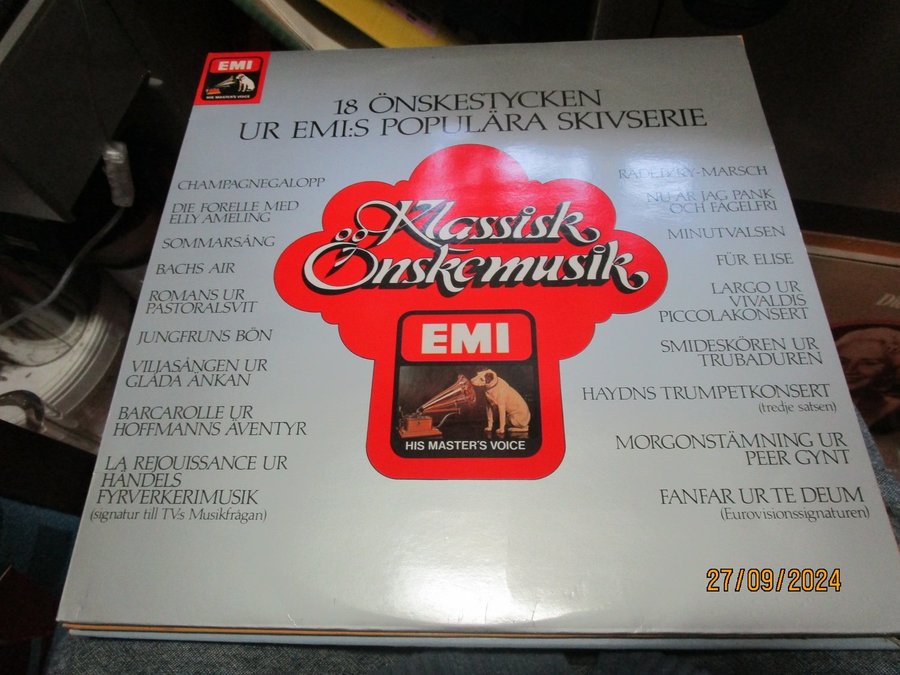 EMI
HIS MASTER'S VOICE
18 ÖNSKESTYCKEN
UR EMI:S POPULÄRA SKIVSERIE
CHAMPAGNEGALOPP
DIE FORELLE MED
ELLY AMELING
SOMMARSÅNG
BACHS AIR
ROMANS UR
PASTORALSVIT
JUNGFRUNS BÖN
VILJASÅNGEN UR
GLADA ÄNKAN
BARCAROLLE UR
HOFFMANNS ÄVENTYR
LA REJOUISSANCE UR
HÄNDELS
FYRVERKERIMUSIK
(signatur till TVs Musikfrågan)
Klassisk
Önskemusik
EMI
HIS MASTER'S VOICE
RADETZKY-MARSCH
NU ÄR JAG PANK
OCH FÅGELFRI
MINUTVALSEN
FÜR ELISE
LARGO UR
VIVALDIS
PICCOLAKONSERT
SMIDESKÖREN UR
TRUBADUREN
HAYDNS TRUMPETKONSERT
(tredje satsen)
MORGONSTÄMNING UR
PEER GYNT
FANFAR UR TE DEUM
(Eurovisionssignaturen)
27/09/2024